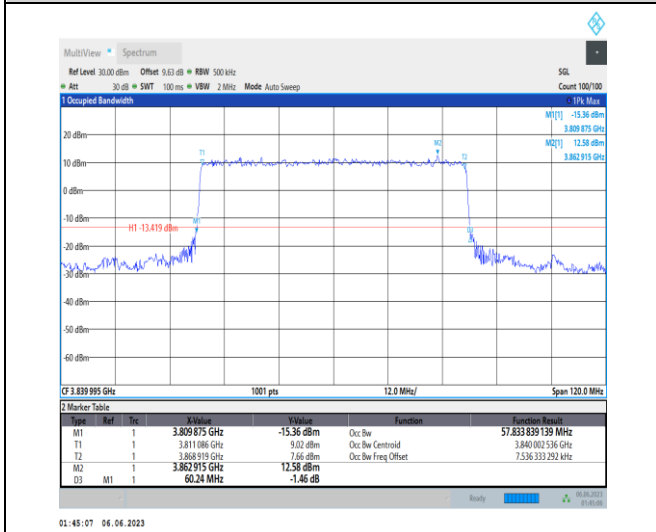 MultiView Spectrum
Ref Level 30.00 dBm Offset 9.63 dB RBW 500 kHz SGL
Att 30 dB SWT 100 ms VBW 2 MHz Mode Auto Sweep Count 100/100
1 Occupied Bandwidth 1Pk Max
M1[1] -15.36 dBm
3.809 875 GHz
20 dBm
M2[1] 12.58 dBm
3.862 915 GHz
M2
T1
T2
10 dBm
0 dBm
-10 dBm
M1
H1 -13.419 dBm
D3
-20 dBm
-30 dBm
-40 dBm
-50 dBm
-60 dBm
CF 3.839 995 GHz 1001 pts 12.0 MHz/ Span 120.0 MHz
2 Marker Table
Type Ref Trc X-Value Y-Value Function Function Result
M1 1 3.809 875 GHz -15.36 dBm Occ Bw 57.833 839 139 MHz
T1 1 3.811 086 GHz 9.02 dBm Occ Bw Centroid 3.840 002 536 GHz
T2 1 3.868 919 GHz 7.66 dBm Occ Bw Freq Offset 7.536 333 292 kHz
M2 1 3.862 915 GHz 12.58 dBm
D3 M1 1 60.24 MHz -1.46 dB
Ready 06.06.2023
01:45:06
01:45:07 06.06.2023